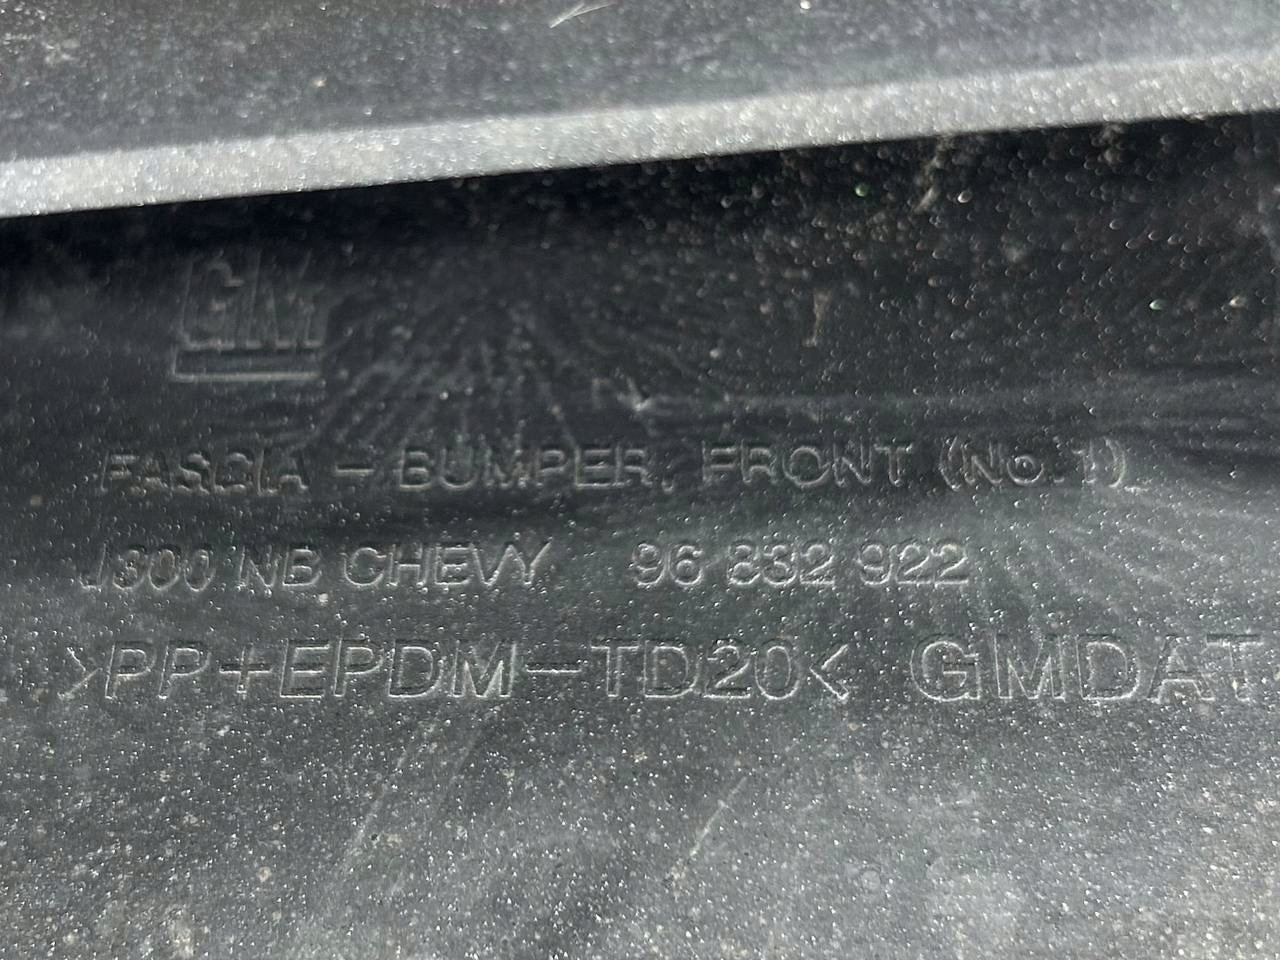 GM
FASCIA - BUMPER, FRONT (No. 1)
J300 NB CHEVY 96 832 922
>PP+EPDM-TD20< GMDAT